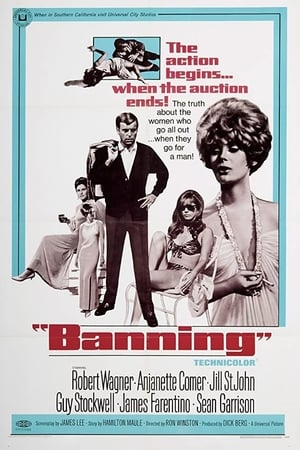 When in Southern California visit Universal City Studios
The
action
begins...
when the auction
ends! The truth
about the
women who
go all out
...when they
go for
a man!
"Banning"
TECHNICOLOR®
STARRING
Robert Wagner · Anjanette Comer · Jill St. John
Guy Stockwell · James Farentino · Sean Garrison
Screenplay by JAMES LEE · Story by HAMILTON MAULE · Directed by RON WINSTON · Produced by DICK BERG · A Universal Picture